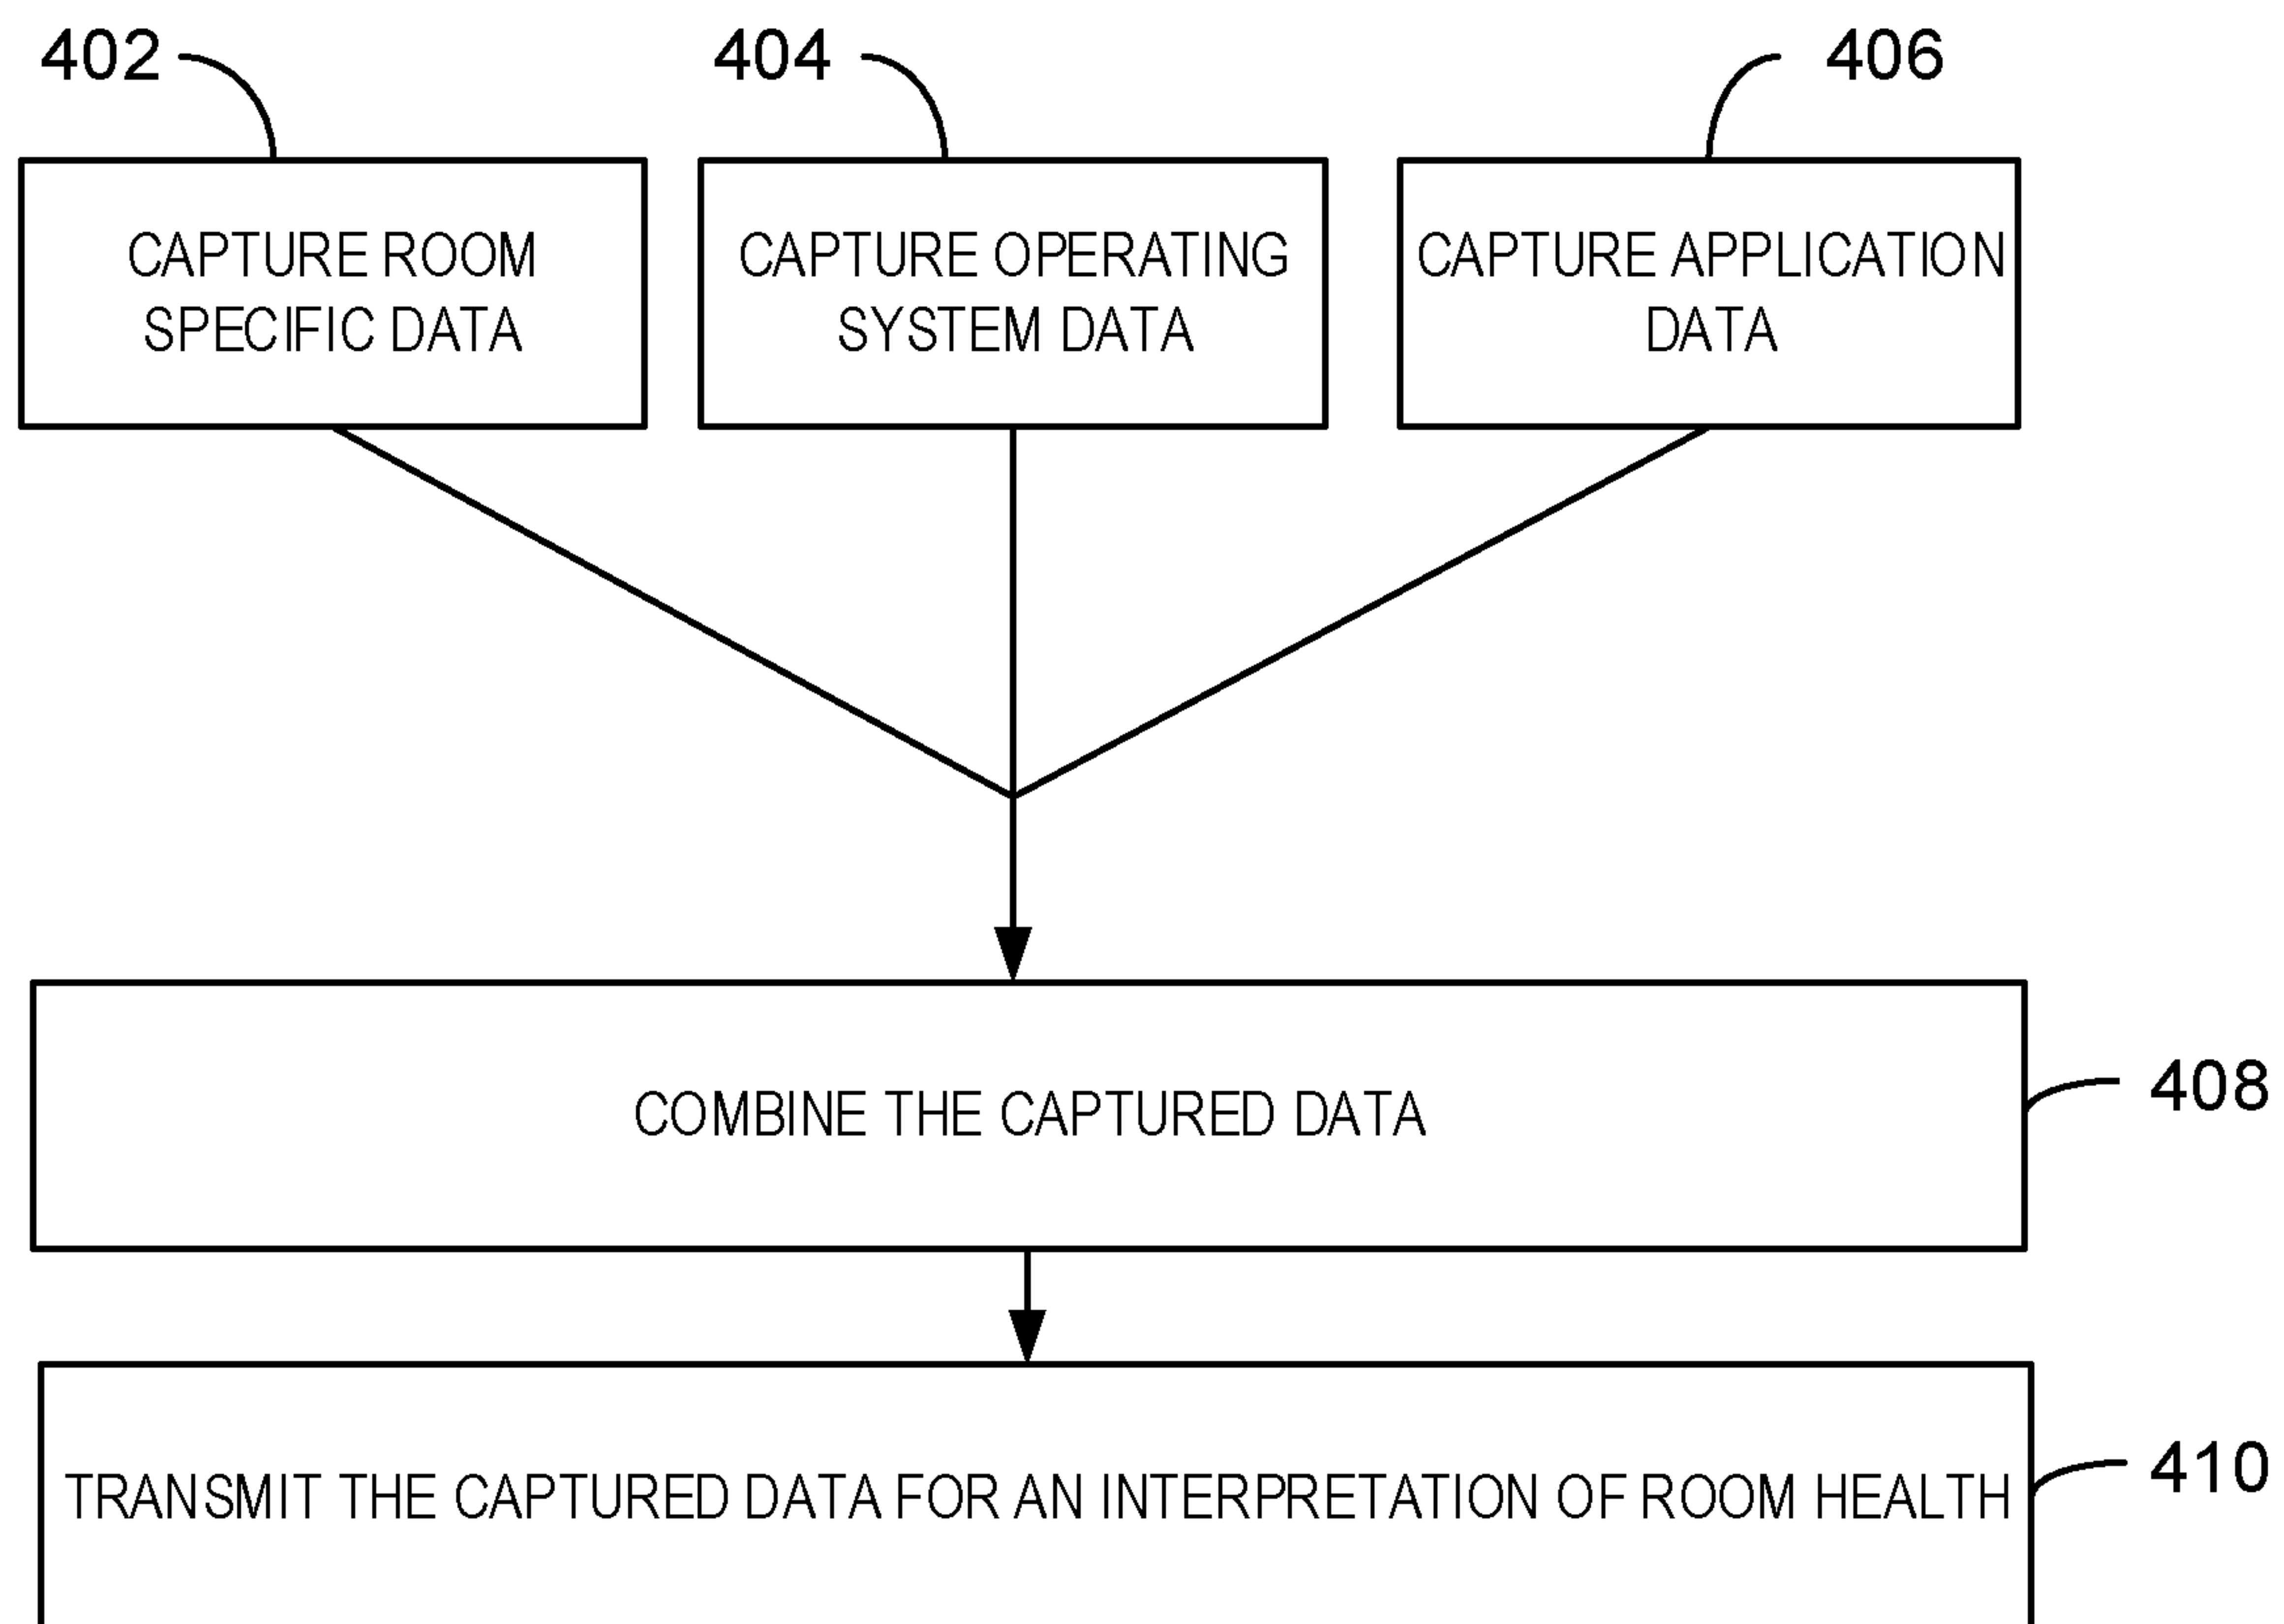 402
404
406
CAPTURE ROOM
SPECIFIC DATA
CAPTURE OPERATING
SYSTEM DATA
CAPTURE APPLICATION
DATA
COMBINE THE CAPTURED DATA
408
TRANSMIT THE CAPTURED DATA FOR AN INTERPRETATION OF ROOM HEALTH
410